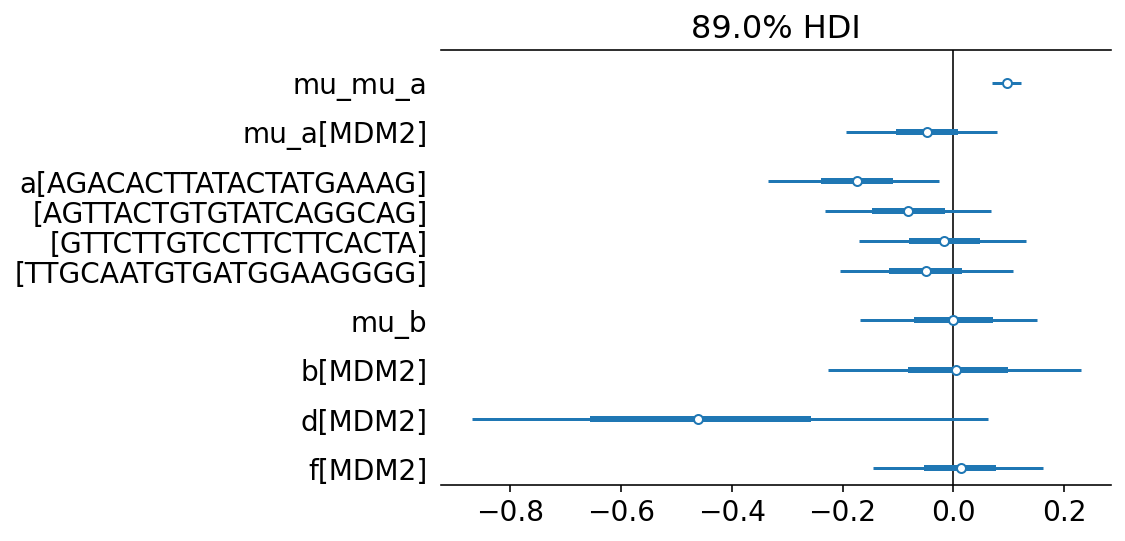 89.0% HDI
mu_mu_a
mu_a[MDM2]
a[AGACACTTATACTATGAAAG]
[AGTTACTGTGTATCAGGCAG]
[GTTCTTGTCCTTCTTCACTA]
[TTGCAATGTGATGGAAGGGG]
mu_b
b[MDM2]
d[MDM2]
f[MDM2]
−0.8 −0.6 −0.4 −0.2 0.0 0.2